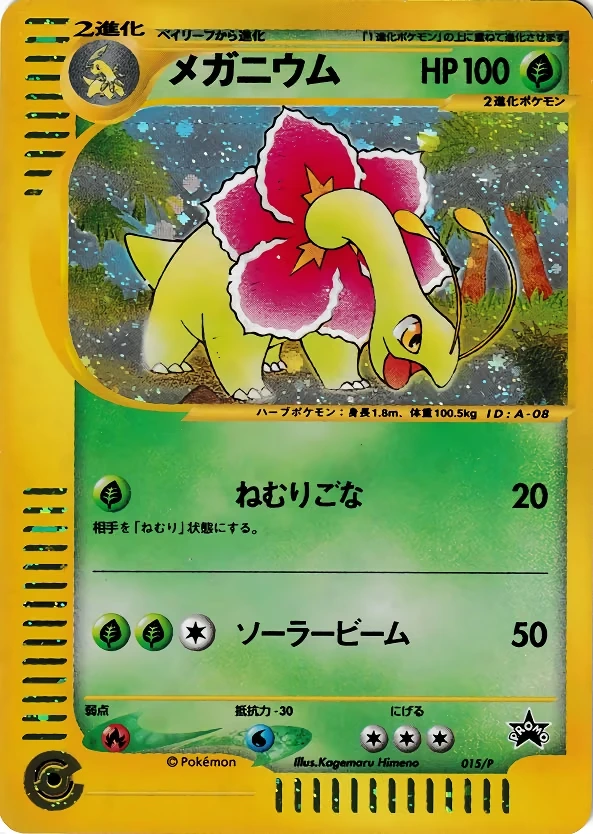 2進化
ベイリーフから進化
「1進化ポケモン」の上に重ねて進化させます
メガニウム HP100
2進化ポケモン
ハーブポケモン：身長1.8m、体重100.5kg ID：A-08
ねむりごな 20
相手を「ねむり」状態にする。
ソーラービーム 50
弱点 抵抗力 -30 にげる
© Pokémon Illus.Kagemaru Himeno 015/P
PROMO